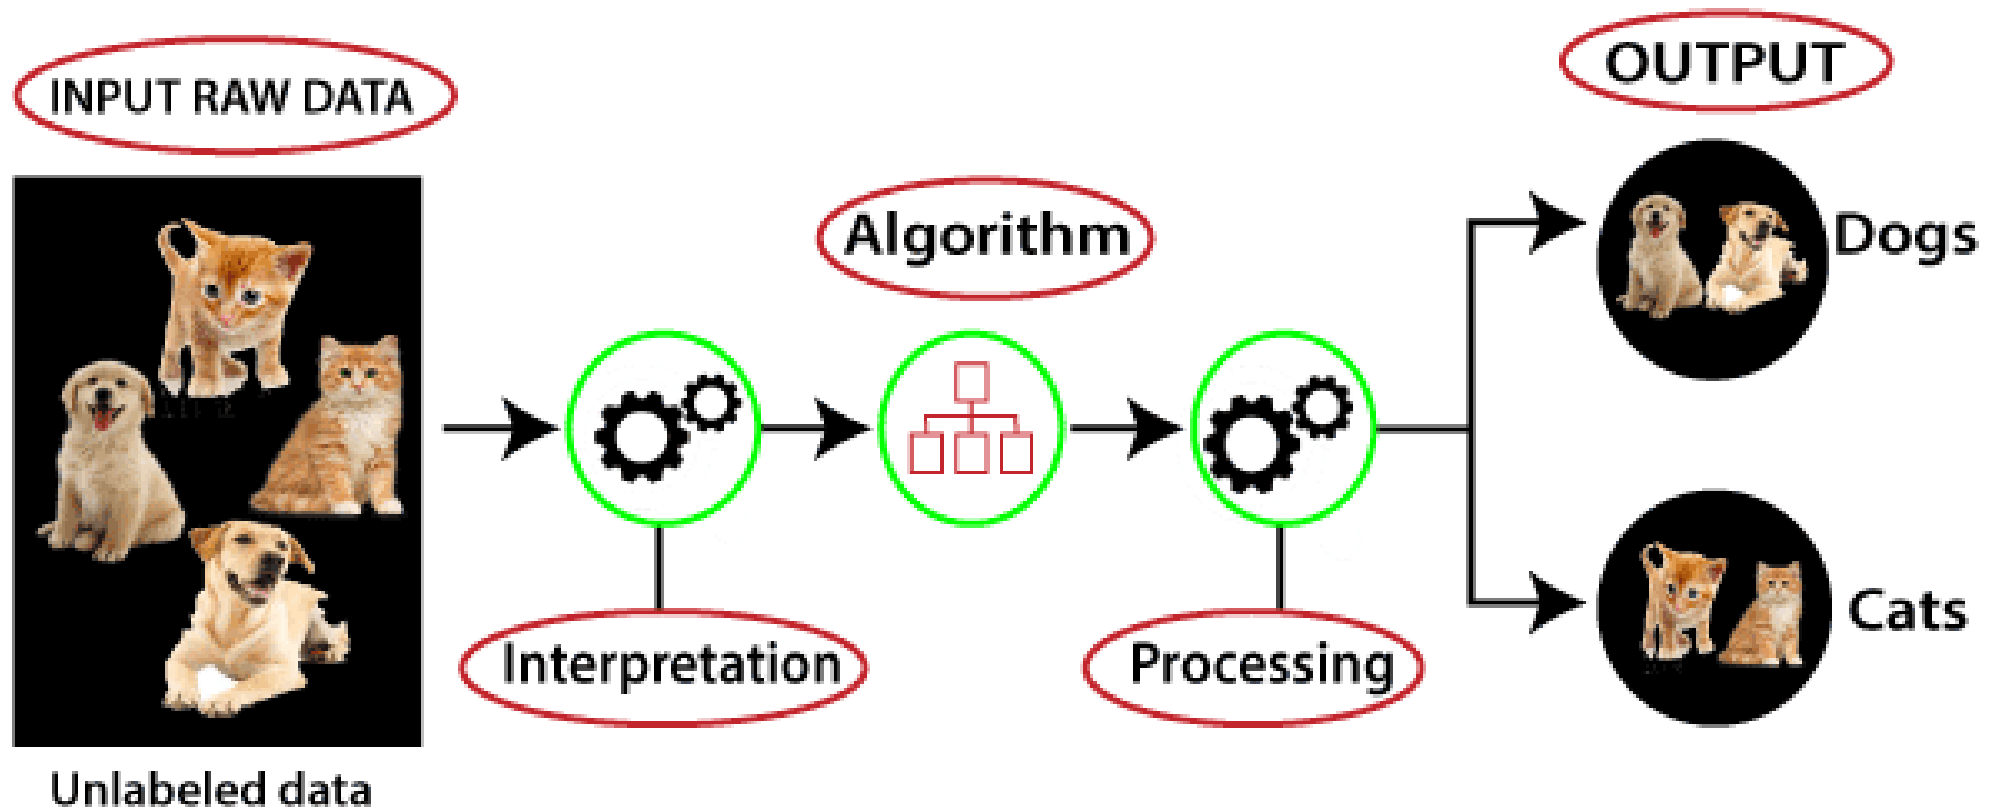 INPUT RAW DATA
OUTPUT
Algorithm
Dogs
Interpretation
Processing
Cats
Unlabeled data